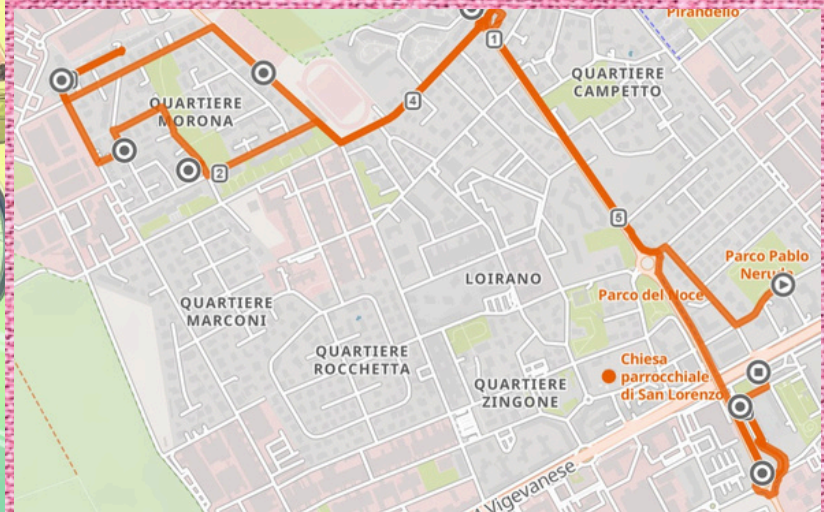 Pirandello
1
QUARTIERE
CAMPETTO
QUARTIERE
MORONA
4
2
5
Parco Pablo
Neruda
LOIRANO
Parco del Noce
QUARTIERE
MARCONI
QUARTIERE
ROCCHETTA
Chiesa
parrocchiale
di San Lorenzo
QUARTIERE
ZINGONE
Vigevanese